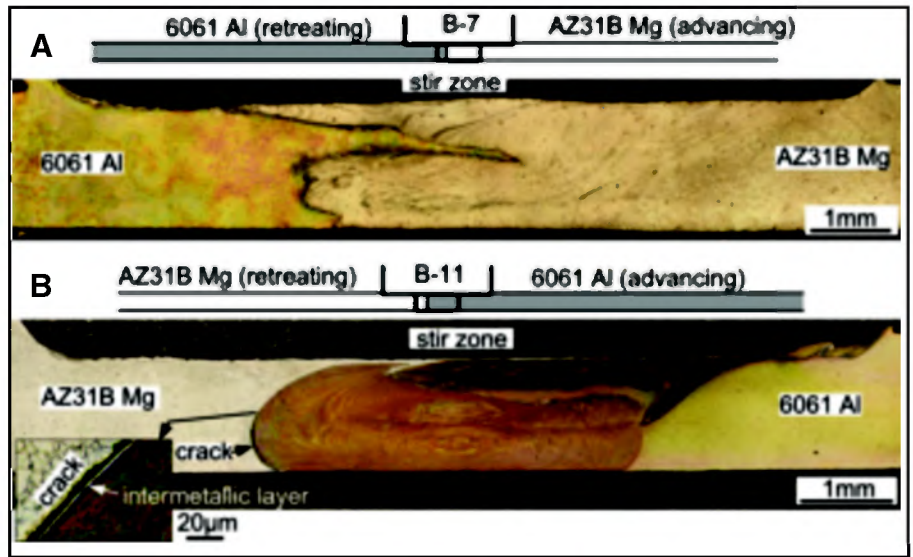 A
6061 Al (retreating) B-7 AZ31B Mg (advancing)
stir zone
6061 Al
AZ31B Mg
1mm
B
AZ31B Mg (retreating) B-11 6061 Al (advancing)
stir zone
AZ31B Mg
6061 Al
crack
crack
intermetallic layer
1mm
20µm